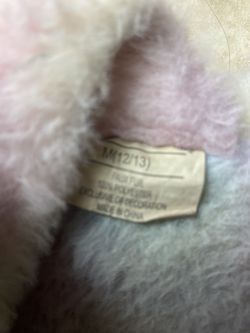 M(12/13)
FAUX FUR
100% POLYESTER
EXCLUSIVE OF DECORATION
MADE IN CHINA